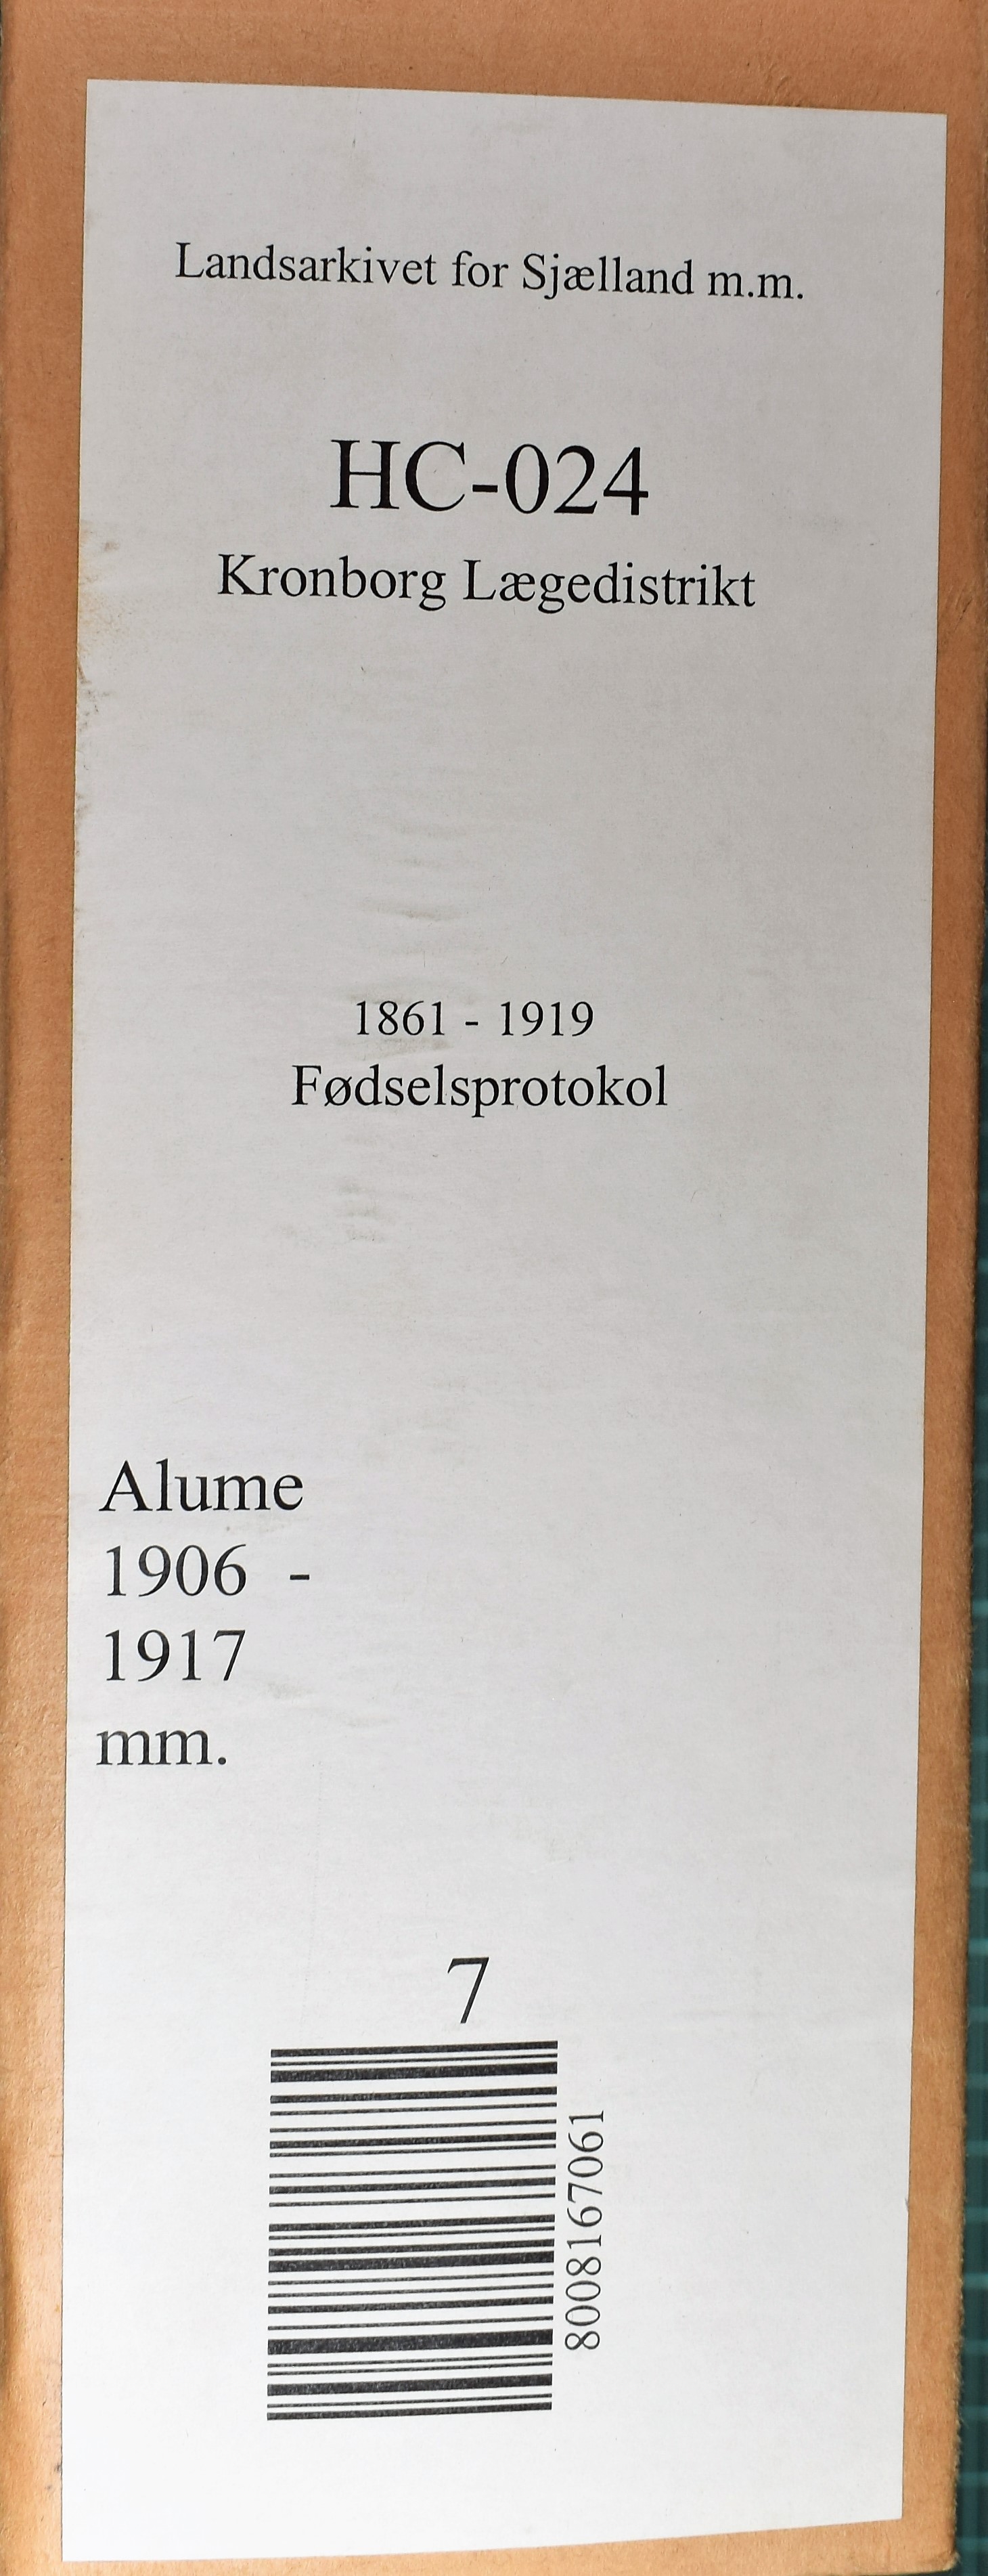 Landsarkivet for Sjælland m.m.
HC-024
Kronborg Lægedistrikt
1861 - 1919
Fødselsprotokol
Alume
1906 -
1917
mm.
7
8008167061